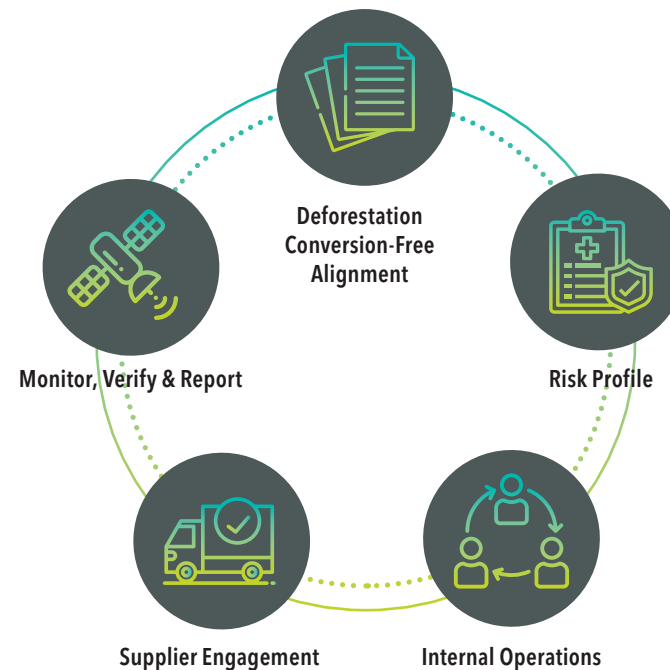 Deforestation
Conversion-Free
Alignment
Monitor, Verify & Report
Risk Profile
Supplier Engagement
Internal Operations